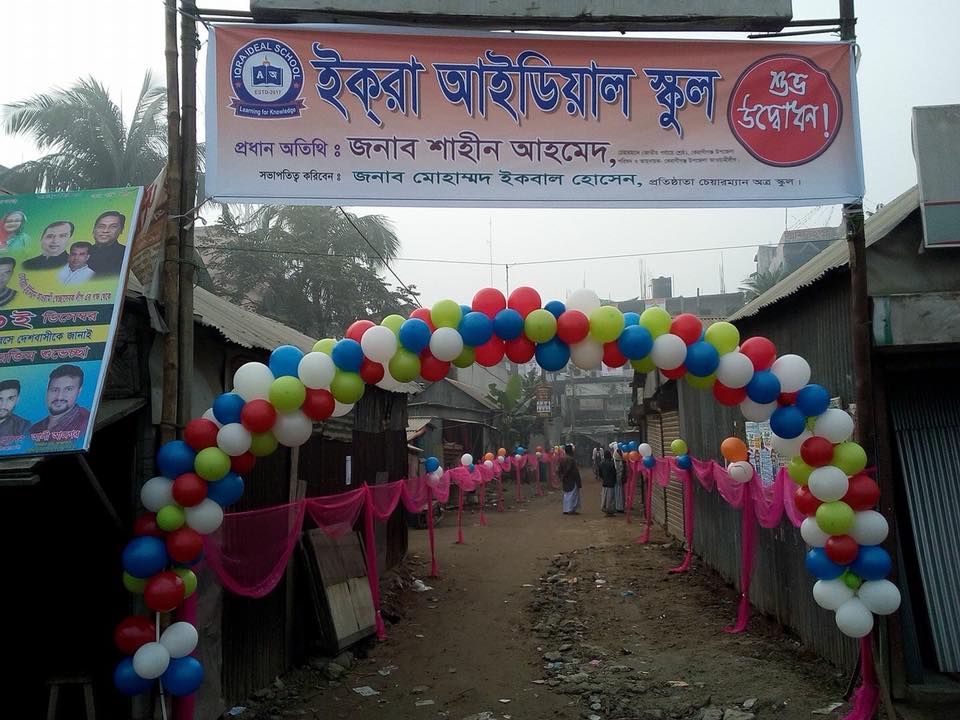 IQRA IDEAL SCHOOL
ESTD-2017
Learning for Knowledge
ইক্‌রা আইডিয়াল স্কুল
শুভ
উদ্বোধন!
প্রধান অতিথি ঃ জনাব শাহীন আহমেদ,
সভাপতিত্ব করিবেন ঃ জনাব মোহাম্মদ ইকবাল হোসেন, প্রতিষ্ঠাতা চেয়ারম্যান অত্র স্কুল।
ই ডিসেম্বর
দেশবাসীকে জানাই
শুভেচ্ছা